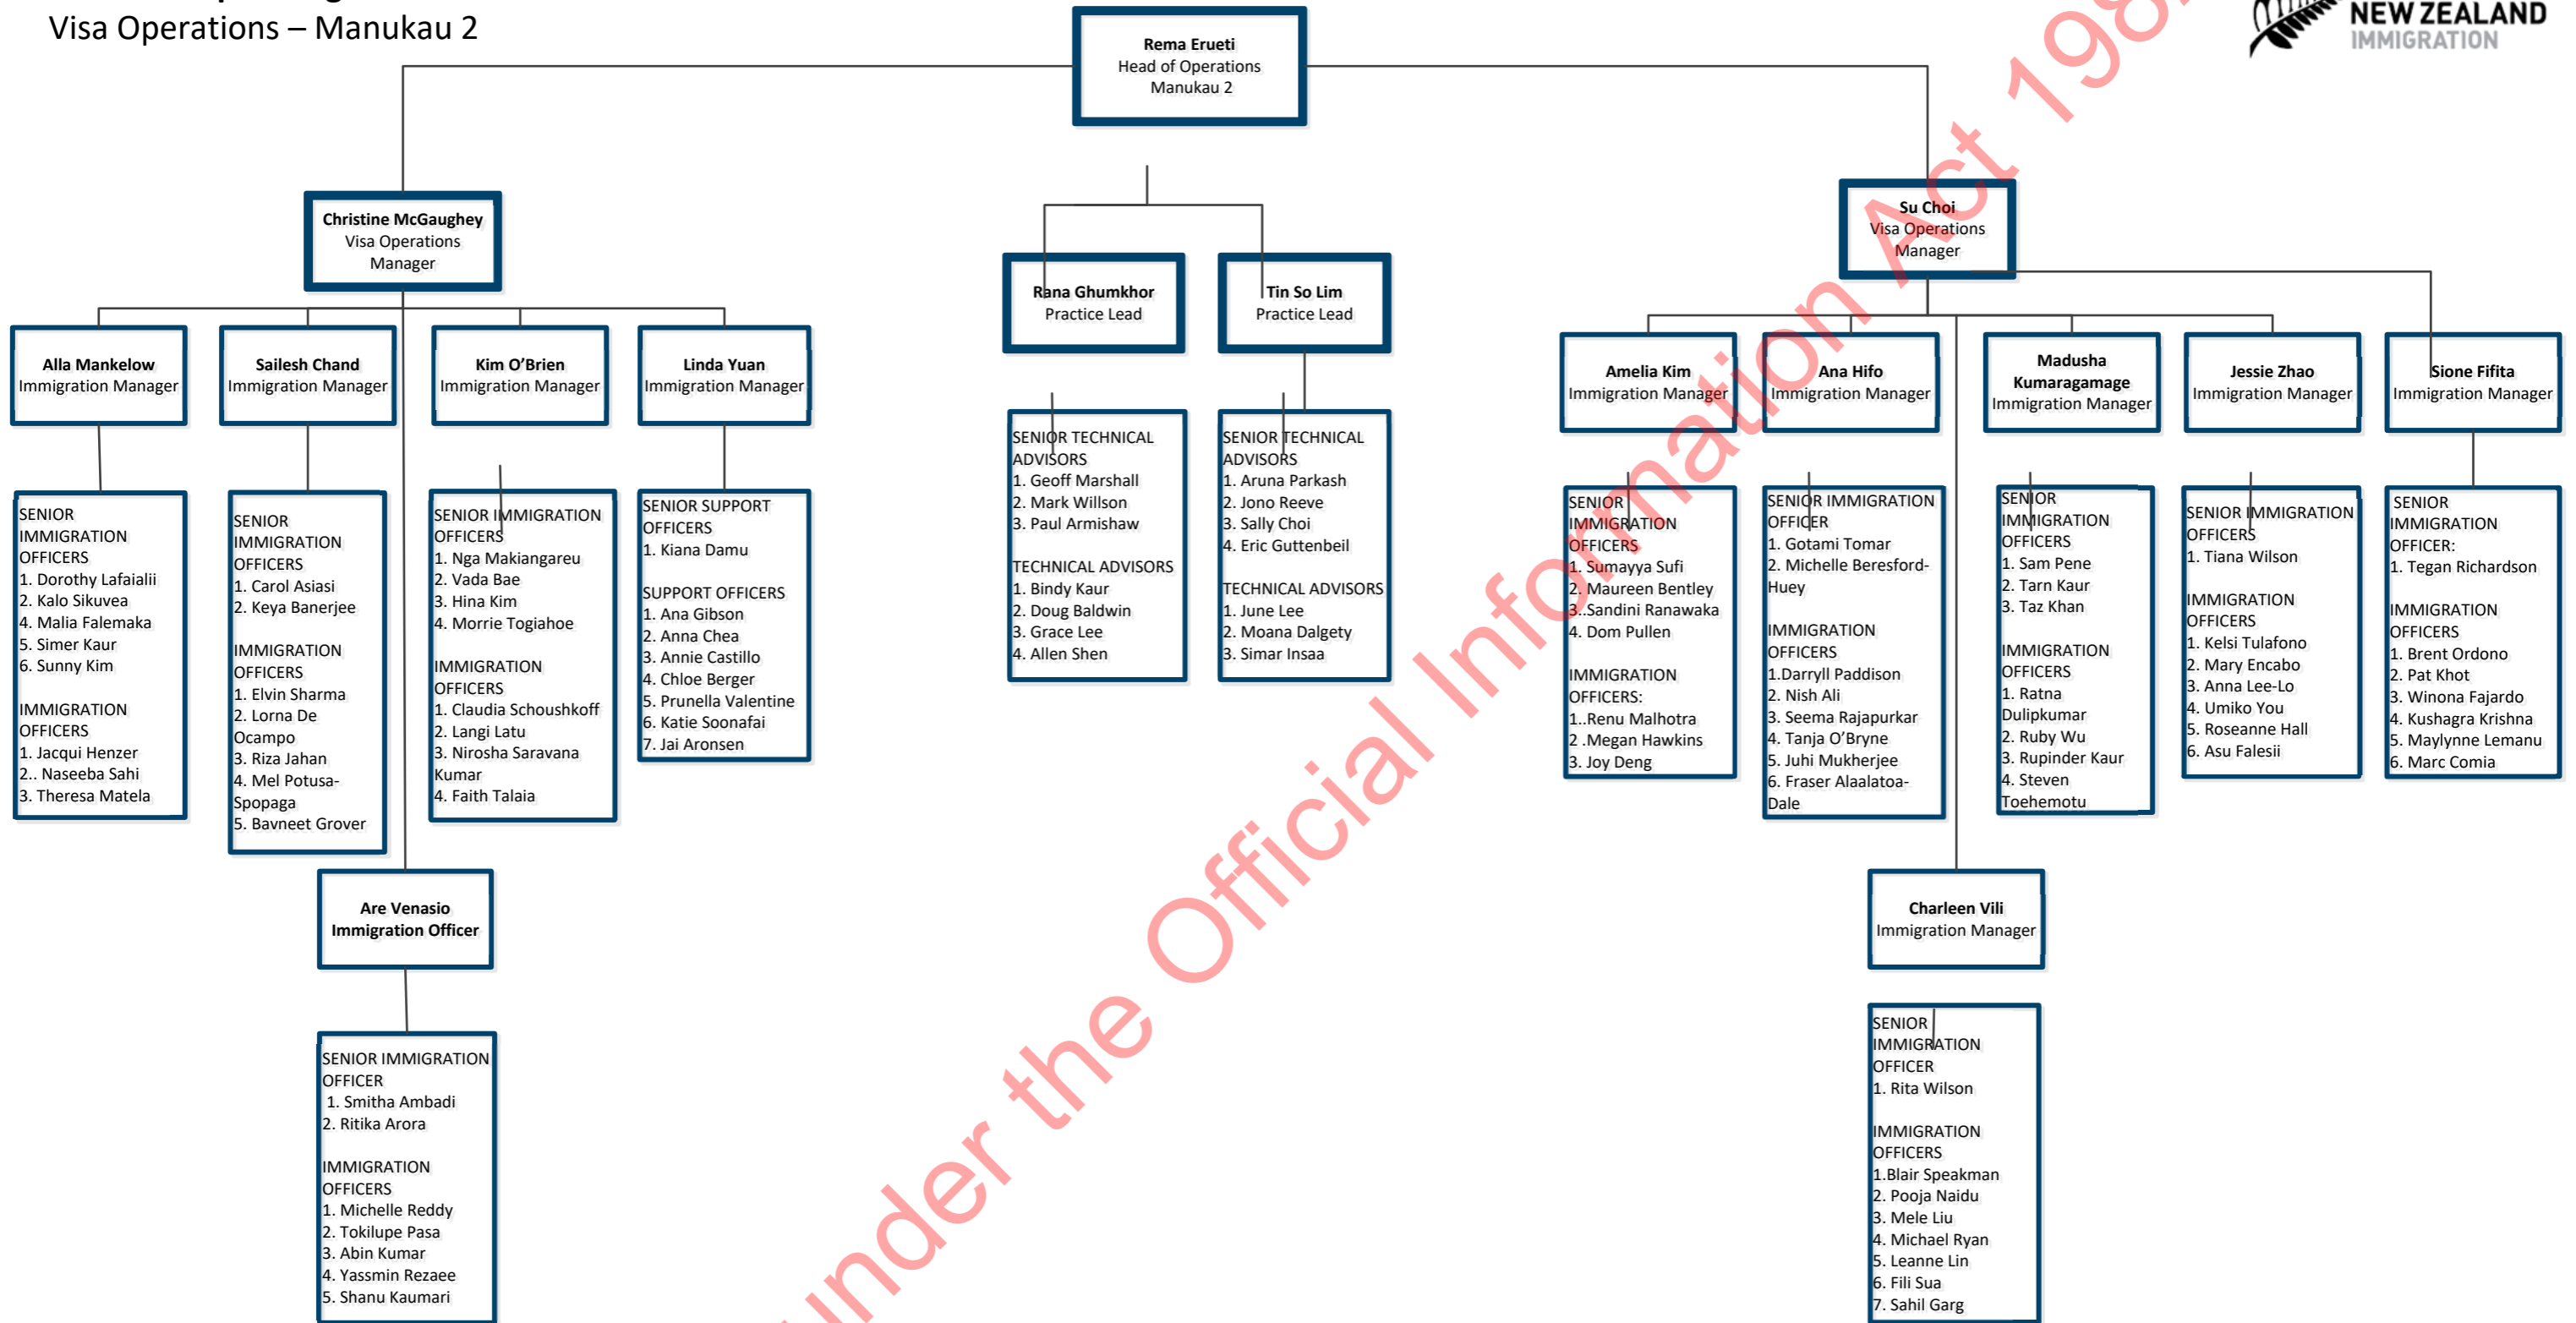 Visa Operations – Manukau 2
NEW ZEALAND
IMMIGRATION
Rema Erueti
Head of Operations
Manukau 2
Christine McGaughey
Visa Operations
Manager
Rana Ghumkhor
Practice Lead
Tin So Lim
Practice Lead
Su Choi
Visa Operations
Manager
Alla Mankelow
Immigration Manager
Sailesh Chand
Immigration Manager
Kim O’Brien
Immigration Manager
Linda Yuan
Immigration Manager
Amelia Kim
Immigration Manager
Ana Hifo
Immigration Manager
Madusha
Kumaragamage
Immigration Manager
Jessie Zhao
Immigration Manager
Sione Fifita
Immigration Manager
SENIOR
IMMIGRATION
OFFICERS
1. Dorothy Lafaialii
2. Kalo Sikuvea
4. Malia Falemaka
5. Simer Kaur
6. Sunny Kim
IMMIGRATION
OFFICERS
1. Jacqui Henzer
2.. Naseeba Sahi
3. Theresa Matela
SENIOR
IMMIGRATION
OFFICERS
1. Carol Asiasi
2. Keya Banerjee
IMMIGRATION
OFFICERS
1. Elvin Sharma
2. Lorna De
Ocampo
3. Riza Jahan
4. Mel Potusa-
Spopaga
5. Bavneet Grover
SENIOR IMMIGRATION
OFFICERS
1. Nga Makiangareu
2. Vada Bae
3. Hina Kim
4. Morrie Togiahoe
IMMIGRATION
OFFICERS
1. Claudia Schoushkoff
2. Langi Latu
3. Nirosha Saravana
Kumar
4. Faith Talaia
SENIOR SUPPORT
OFFICERS
1. Kiana Damu
SUPPORT OFFICERS
1. Ana Gibson
2. Anna Chea
3. Annie Castillo
4. Chloe Berger
5. Prunella Valentine
6. Katie Soonafai
7. Jai Aronsen
SENIOR TECHNICAL
ADVISORS
1. Geoff Marshall
2. Mark Willson
3. Paul Armishaw
TECHNICAL ADVISORS
1. Bindy Kaur
2. Doug Baldwin
3. Grace Lee
4. Allen Shen
SENIOR TECHNICAL
ADVISORS
1. Aruna Parkash
2. Jono Reeve
3. Sally Choi
4. Eric Guttenbeil
TECHNICAL ADVISORS
1. June Lee
2. Moana Dalgety
3. Simar Insaa
SENIOR
IMMIGRATION
OFFICERS
1. Sumayya Sufi
2. Maureen Bentley
3..Sandini Ranawaka
4. Dom Pullen
IMMIGRATION
OFFICERS:
1..Renu Malhotra
2 .Megan Hawkins
3. Joy Deng
SENIOR IMMIGRATION
OFFICER
1. Gotami Tomar
2. Michelle Beresford-
Huey
IMMIGRATION
OFFICERS
1.Darryll Paddison
2. Nish Ali
3. Seema Rajapurkar
4. Tanja O’Bryne
5. Juhi Mukherjee
6. Fraser Alaalatoa-
Dale
SENIOR
IMMIGRATION
OFFICERS
1. Sam Pene
2. Tarn Kaur
3. Taz Khan
IMMIGRATION
OFFICERS
1. Ratna
Dulipkumar
2. Ruby Wu
3. Rupinder Kaur
4. Steven
Toehemotu
SENIOR IMMIGRATION
OFFICERS
1. Tiana Wilson
IMMIGRATION
OFFICERS
1. Kelsi Tulafono
2. Mary Encabo
3. Anna Lee-Lo
4. Umiko You
5. Roseanne Hall
6. Asu Falesii
SENIOR
IMMIGRATION
OFFICER:
1. Tegan Richardson
IMMIGRATION
OFFICERS
1. Brent Ordono
2. Pat Khot
3. Winona Fajardo
4. Kushagra Krishna
5. Maylynne Lemanu
6. Marc Comia
Are Venasio
Immigration Officer
Charleen Vili
Immigration Manager
SENIOR IMMIGRATION
OFFICER
1. Smitha Ambadi
2. Ritika Arora
IMMIGRATION
OFFICERS
1. Michelle Reddy
2. Tokilupe Pasa
3. Abin Kumar
4. Yassmin Rezaee
5. Shanu Kaumari
SENIOR
IMMIGRATION
OFFICER
1. Rita Wilson
IMMIGRATION
OFFICERS
1.Blair Speakman
2. Pooja Naidu
3. Mele Liu
4. Michael Ryan
5. Leanne Lin
6. Fili Sua
7. Sahil Garg
under the Official Information Act 198